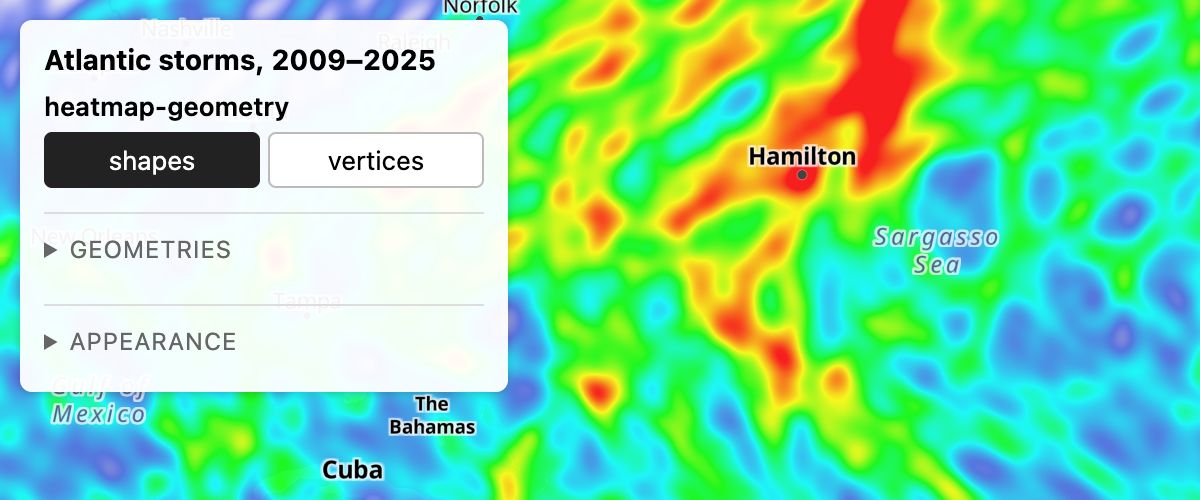 Norfolk
Nashville
Raleigh
Atlantic storms, 2009–2025
heatmap-geometry
shapes
vertices
Hamilton
New Orleans
GEOMETRIES
Sargasso
Sea
Tampa
APPEARANCE
Gulf of
Mexico
The
Bahamas
Cuba